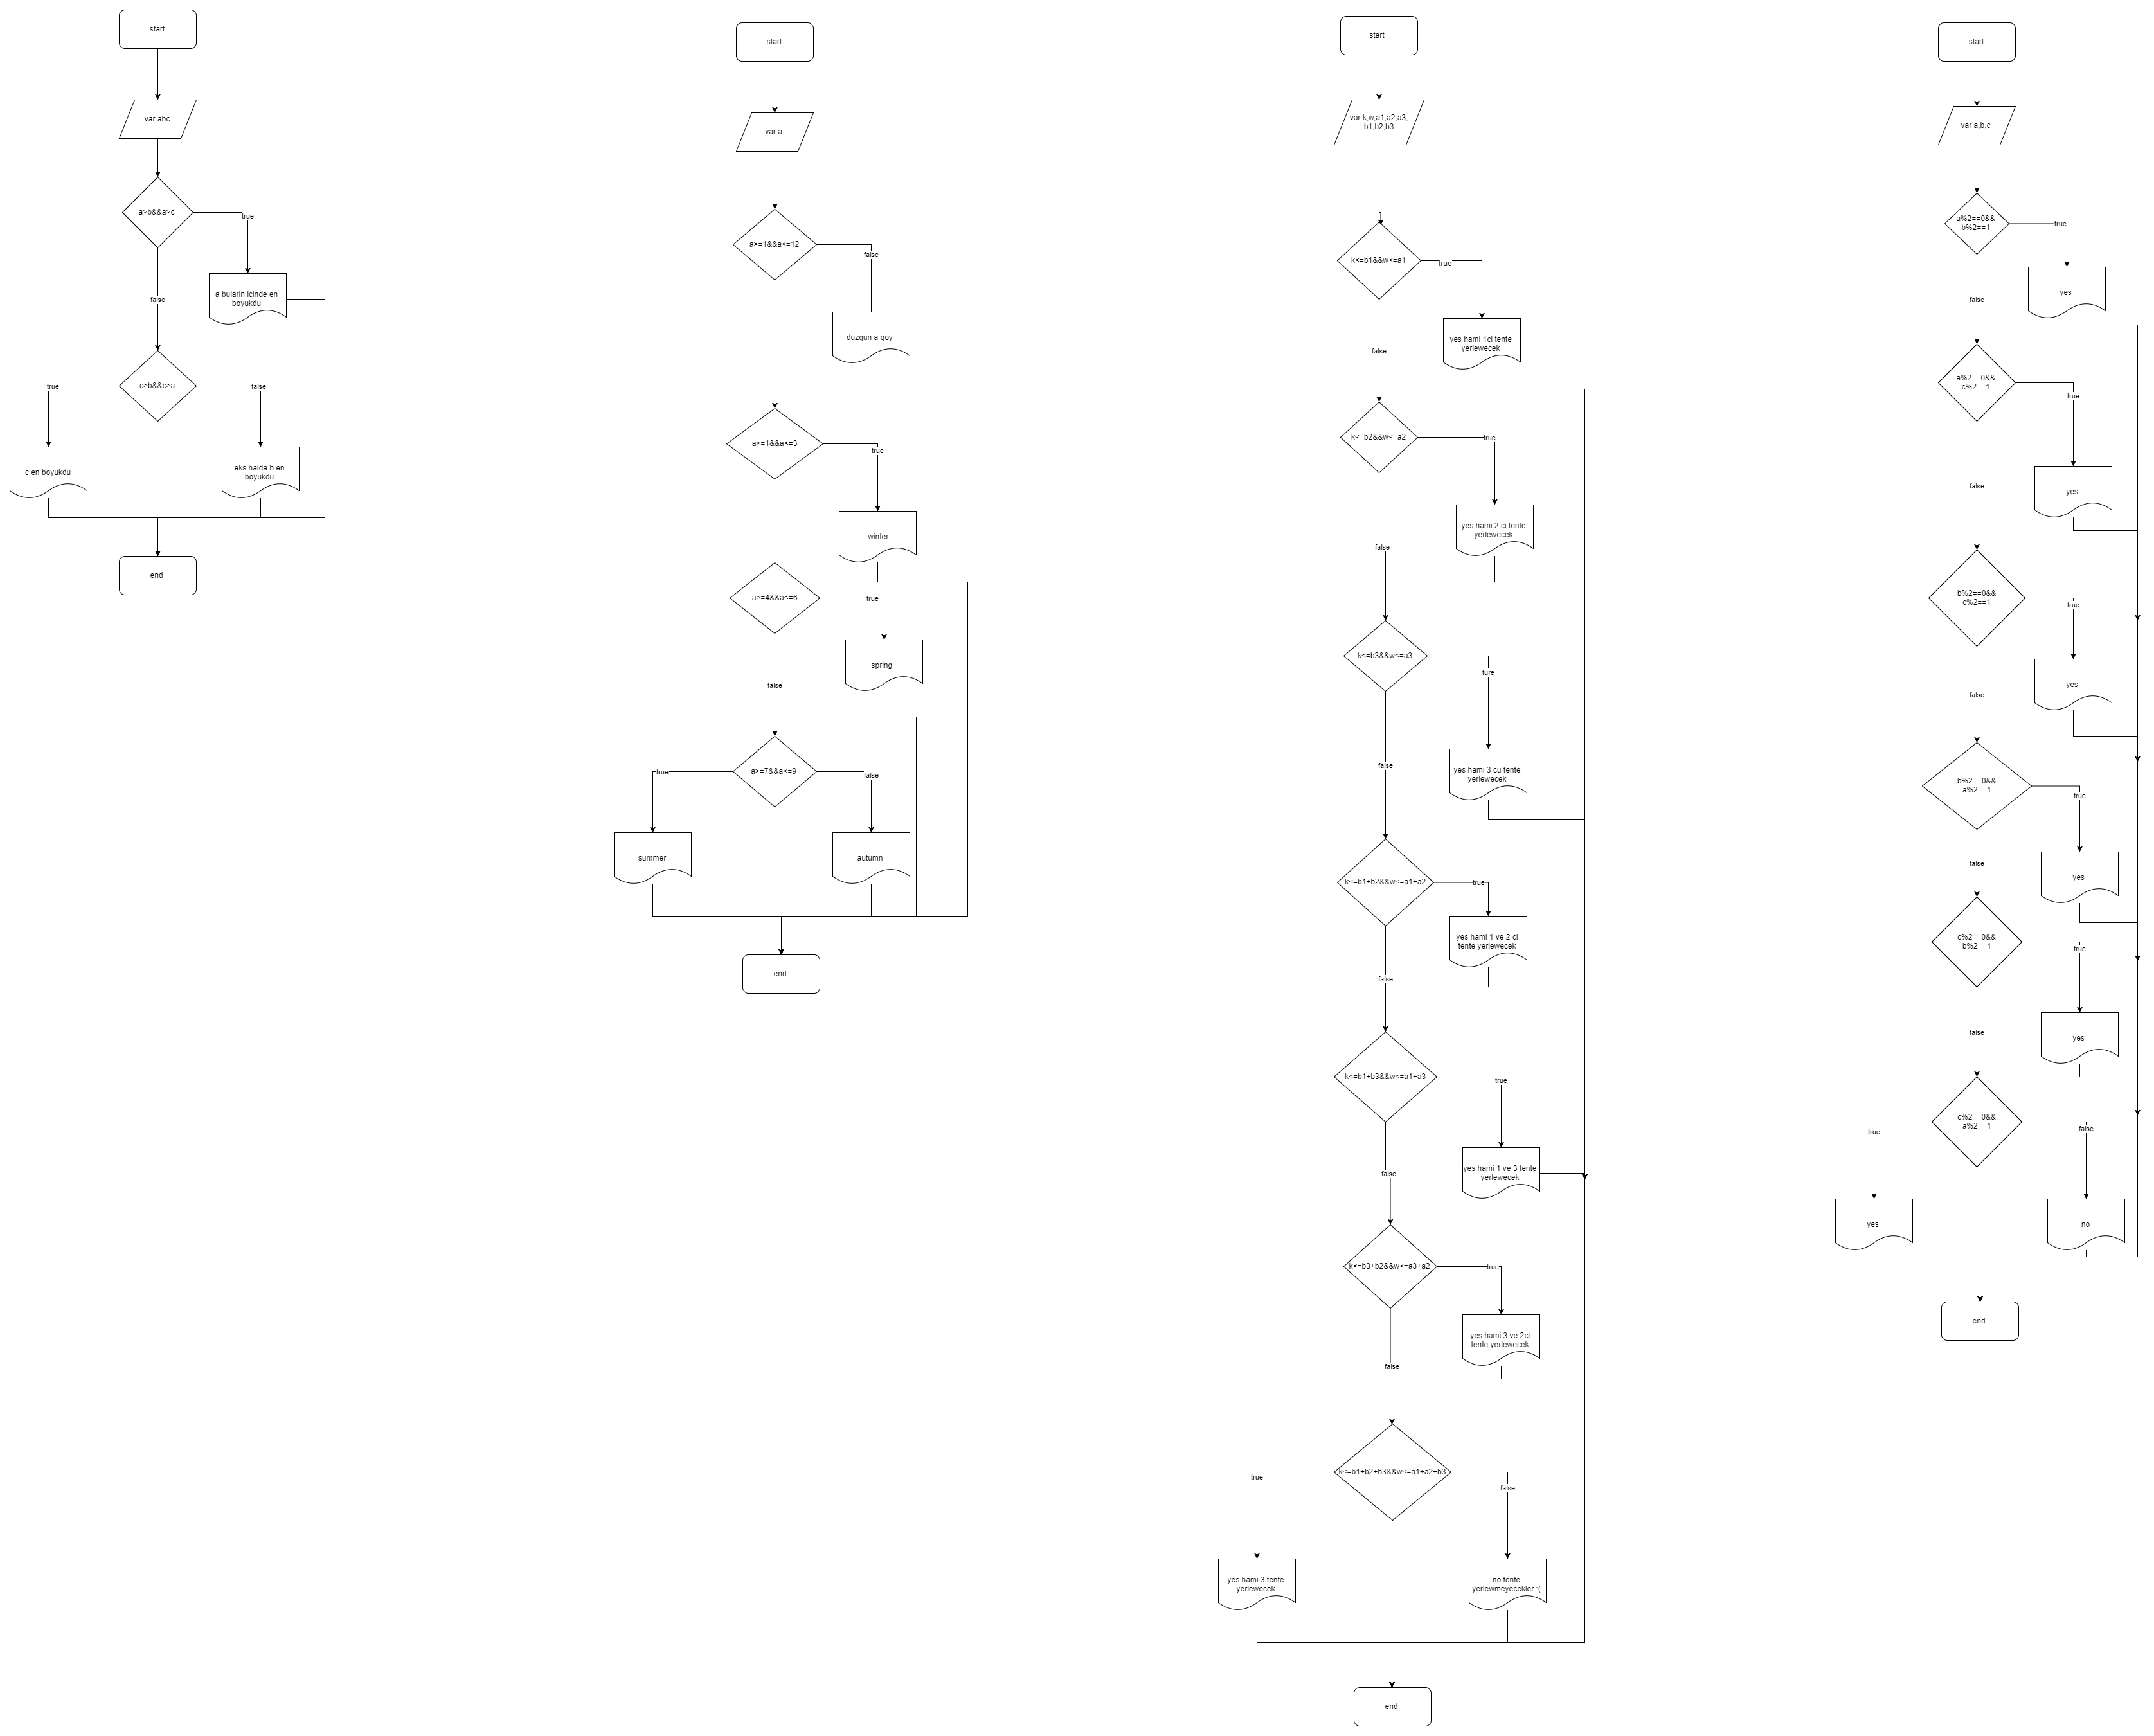 start
var abc
a>b&&a>c
true
a bularin icinde en
boyukdu
false
c>b&&c>a
true
false
c en boyukdu
eks halda b en
boyukdu
end
start
var a
a>=1&&a<=12
false
duzgun a qoy
a>=1&&a<=3
true
winter
a>=4&&a<=6
true
spring
false
a>=7&&a<=9
true
false
summer
autumn
end
start
var k,w,a1,a2,a3,
b1,b2,b3
k<=b1&&w<=a1
true
yes hami 1ci tente
yerlewecek
false
k<=b2&&w<=a2
true
yes hami 2 ci tente
yerlewecek
false
k<=b3&&w<=a3
ture
yes hami 3 cu tente
yerlewecek
false
k<=b1+b2&&w<=a1+a2
true
yes hami 1 ve 2 ci
tente yerlewecek
false
k<=b1+b3&&w<=a1+a3
true
yes hami 1 ve 3 tente
yerlewecek
false
k<=b3+b2&&w<=a3+a2
true
yes hami 3 ve 2ci
tente yerlewecek
false
k<=b1+b2+b3&&w<=a1+a2+b3
true
false
yes hami 3 tente
yerlewecek
no tente
yerlewmeyecekler :(
end
start
var a,b,c
a%2==0&&
b%2==1
true
yes
false
a%2==0&&
c%2==1
true
yes
false
b%2==0&&
c%2==1
true
yes
false
b%2==0&&
a%2==1
true
yes
false
c%2==0&&
b%2==1
true
yes
false
c%2==0&&
a%2==1
true
false
yes
no
end